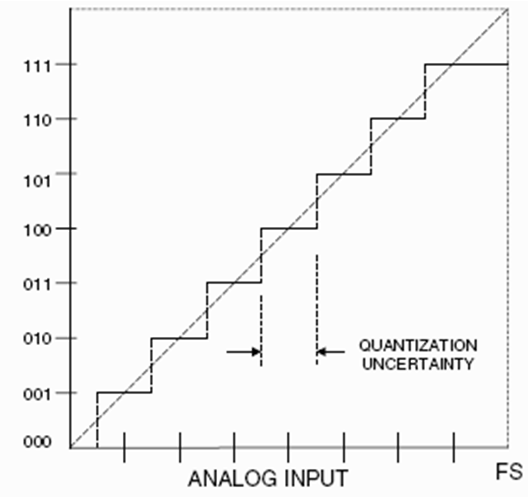 111
110
101
100
011
010
001
000
QUANTIZATION
UNCERTAINTY
ANALOG INPUT
FS